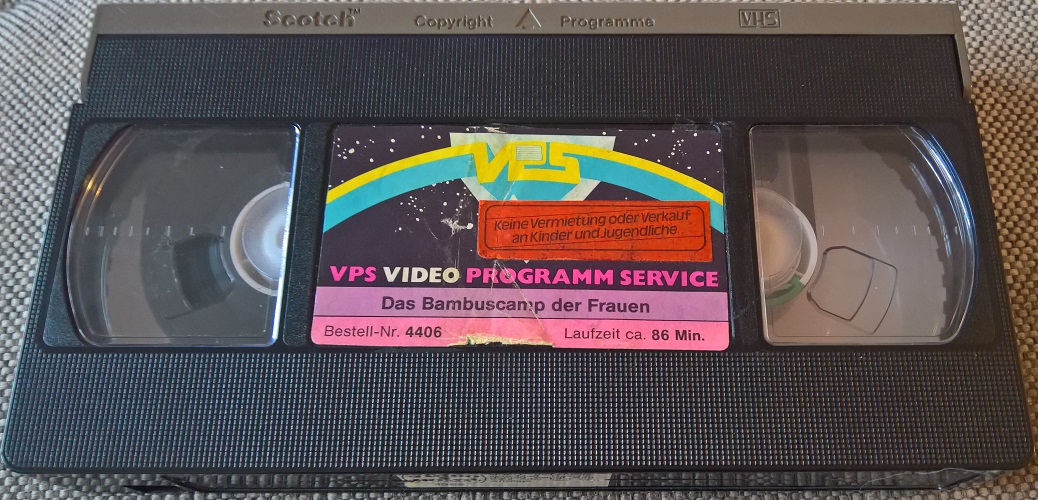 Scotch™ Copyright Programme VHS
VPS
Keine Vermietung oder Verkauf
an Kinder und Jugendliche
VPS VIDEO PROGRAMM SERVICE
Das Bambuscamp der Frauen
Bestell-Nr. 4406 Laufzeit ca. 86 Min.